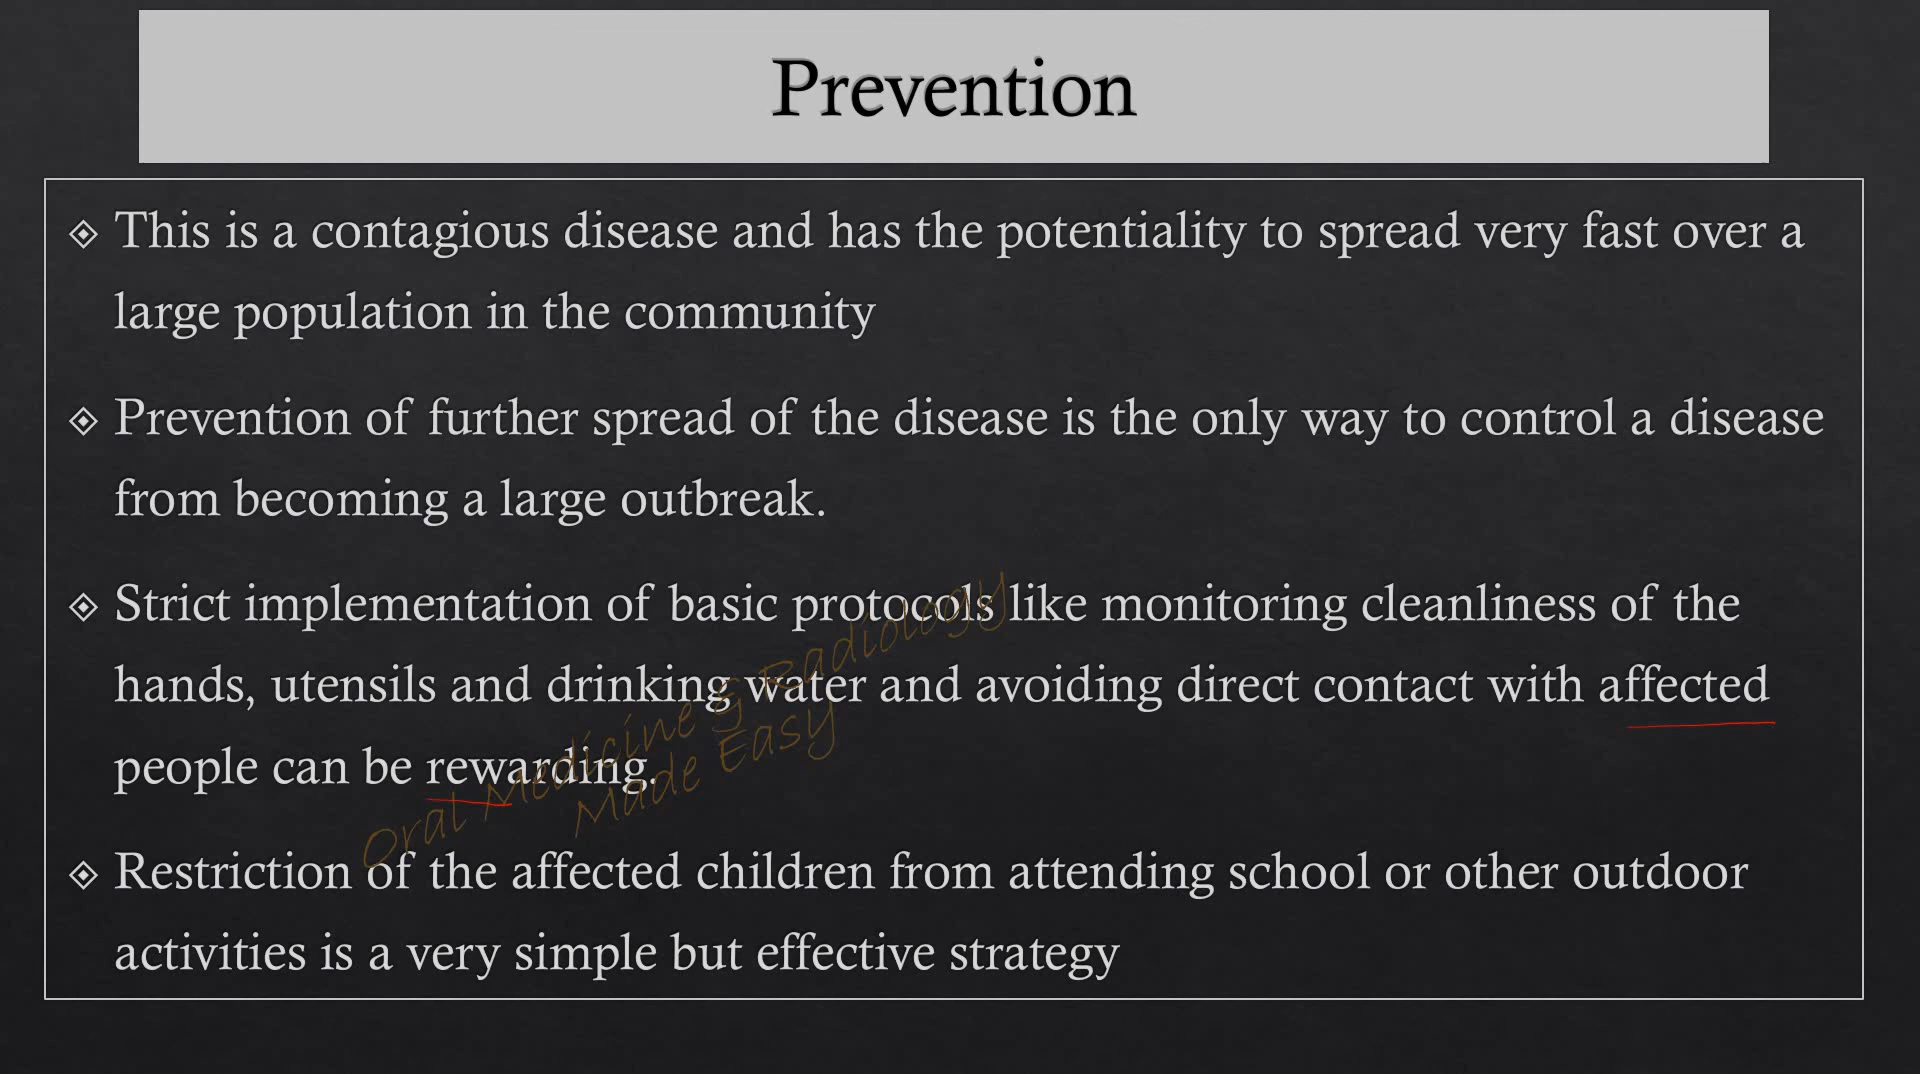 Prevention
This is a contagious disease and has the potentiality to spread very fast over a
large population in the community
Prevention of further spread of the disease is the only way to control a disease
from becoming a large outbreak.
Strict implementation of basic protocols like monitoring cleanliness of the
hands, utensils and drinking water and avoiding direct contact with affected
people can be rewarding.
Restriction of the affected children from attending school or other outdoor
activities is a very simple but effective strategy
Oral Medicine & Radiology
Made Easy